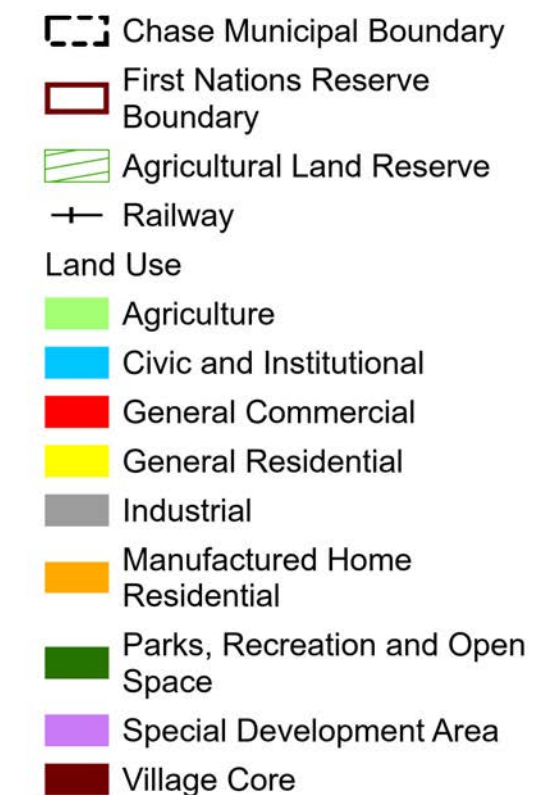 Chase Municipal Boundary
First Nations Reserve
Boundary
Agricultural Land Reserve
Railway
Land Use
Agriculture
Civic and Institutional
General Commercial
General Residential
Industrial
Manufactured Home
Residential
Parks, Recreation and Open
Space
Special Development Area
Village Core